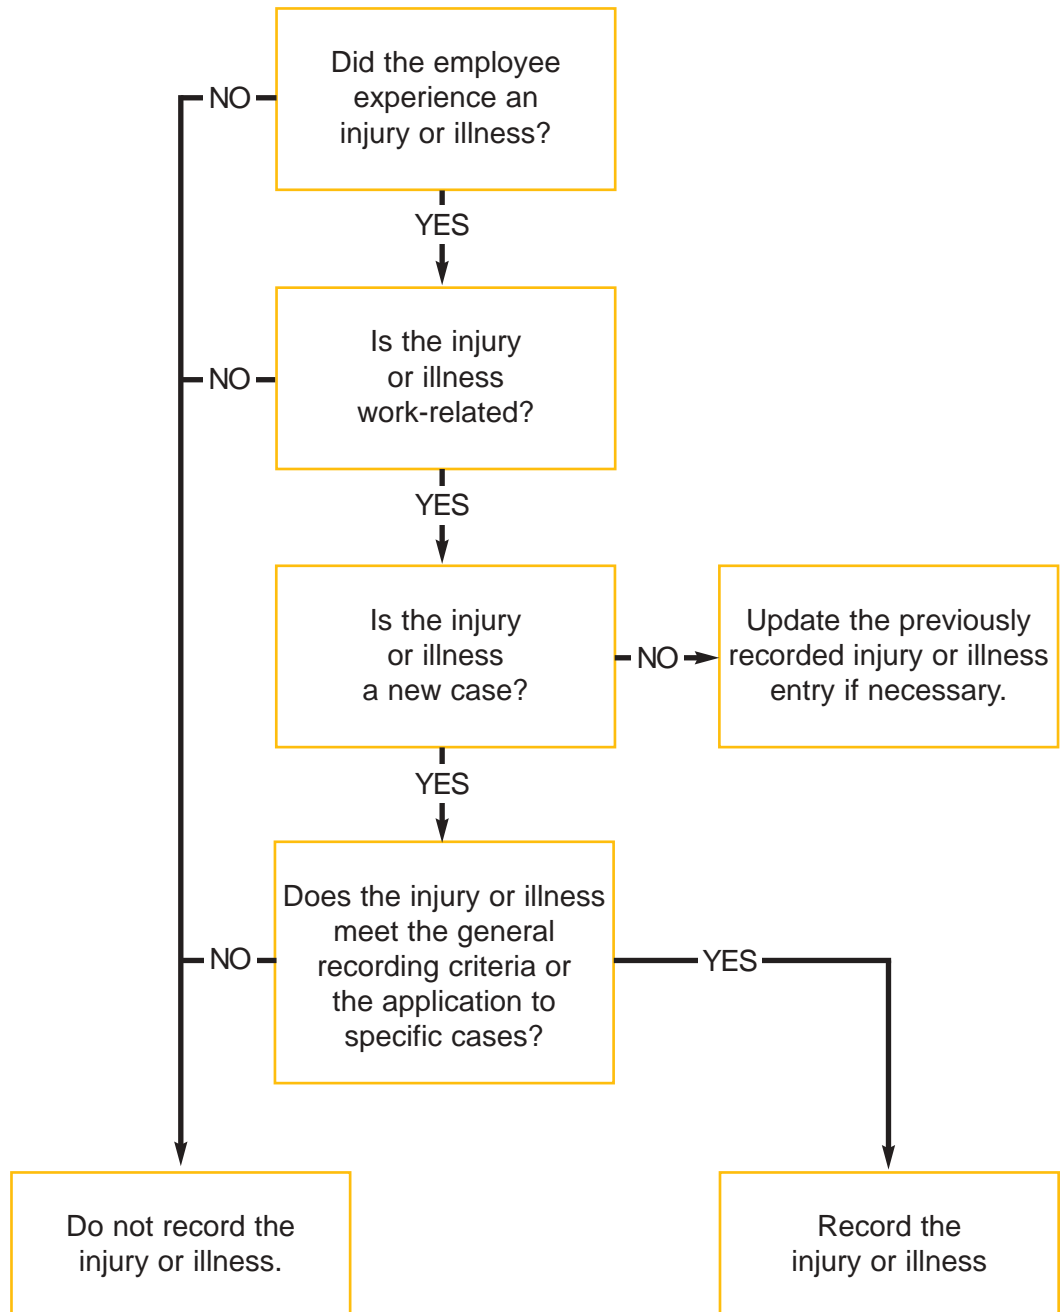 Did the employee
experience an
injury or illness?
NO
YES
Is the injury
or illness
work-related?
NO
YES
Is the injury
or illness
a new case?
NO
Update the previously
recorded injury or illness
entry if necessary.
YES
Does the injury or illness
meet the general
recording criteria or
the application to
specific cases?
NO
YES
Do not record the
injury or illness.
Record the
injury or illness